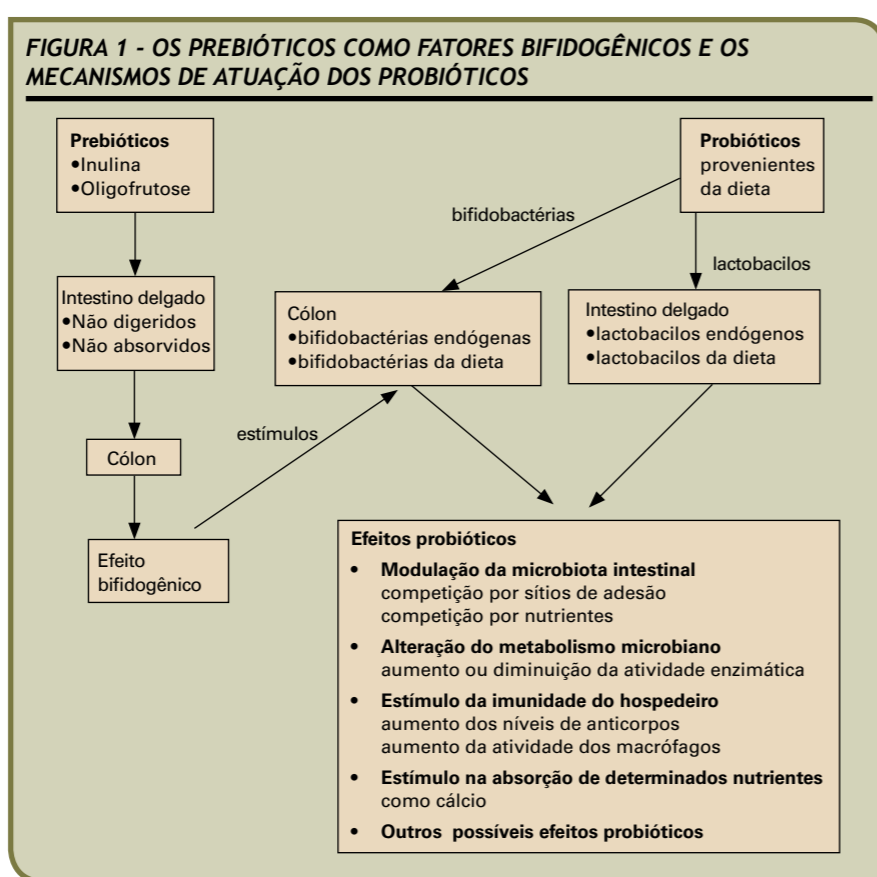 FIGURA 1 - OS PREBIÓTICOS COMO FATORES BIFIDOGÊNICOS E OS
MECANISMOS DE ATUAÇÃO DOS PROBIÓTICOS
Prebióticos
•Inulina
•Oligofrutose
Probióticos
provenientes
da dieta
bifidobactérias
lactobacilos
Intestino delgado
•Não digeridos
•Não absorvidos
Cólon
•bifidobactérias endógenas
•bifidobactérias da dieta
Intestino delgado
•lactobacilos endógenos
•lactobacilos da dieta
estímulos
Cólon
Efeito
bifidogênico
Efeitos probióticos
• Modulação da microbiota intestinal
competição por sítios de adesão
competição por nutrientes
• Alteração do metabolismo microbiano
aumento ou diminuição da atividade enzimática
• Estímulo da imunidade do hospedeiro
aumento dos níveis de anticorpos
aumento da atividade dos macrófagos
• Estímulo na absorção de determinados nutrientes
como cálcio
• Outros possíveis efeitos probióticos